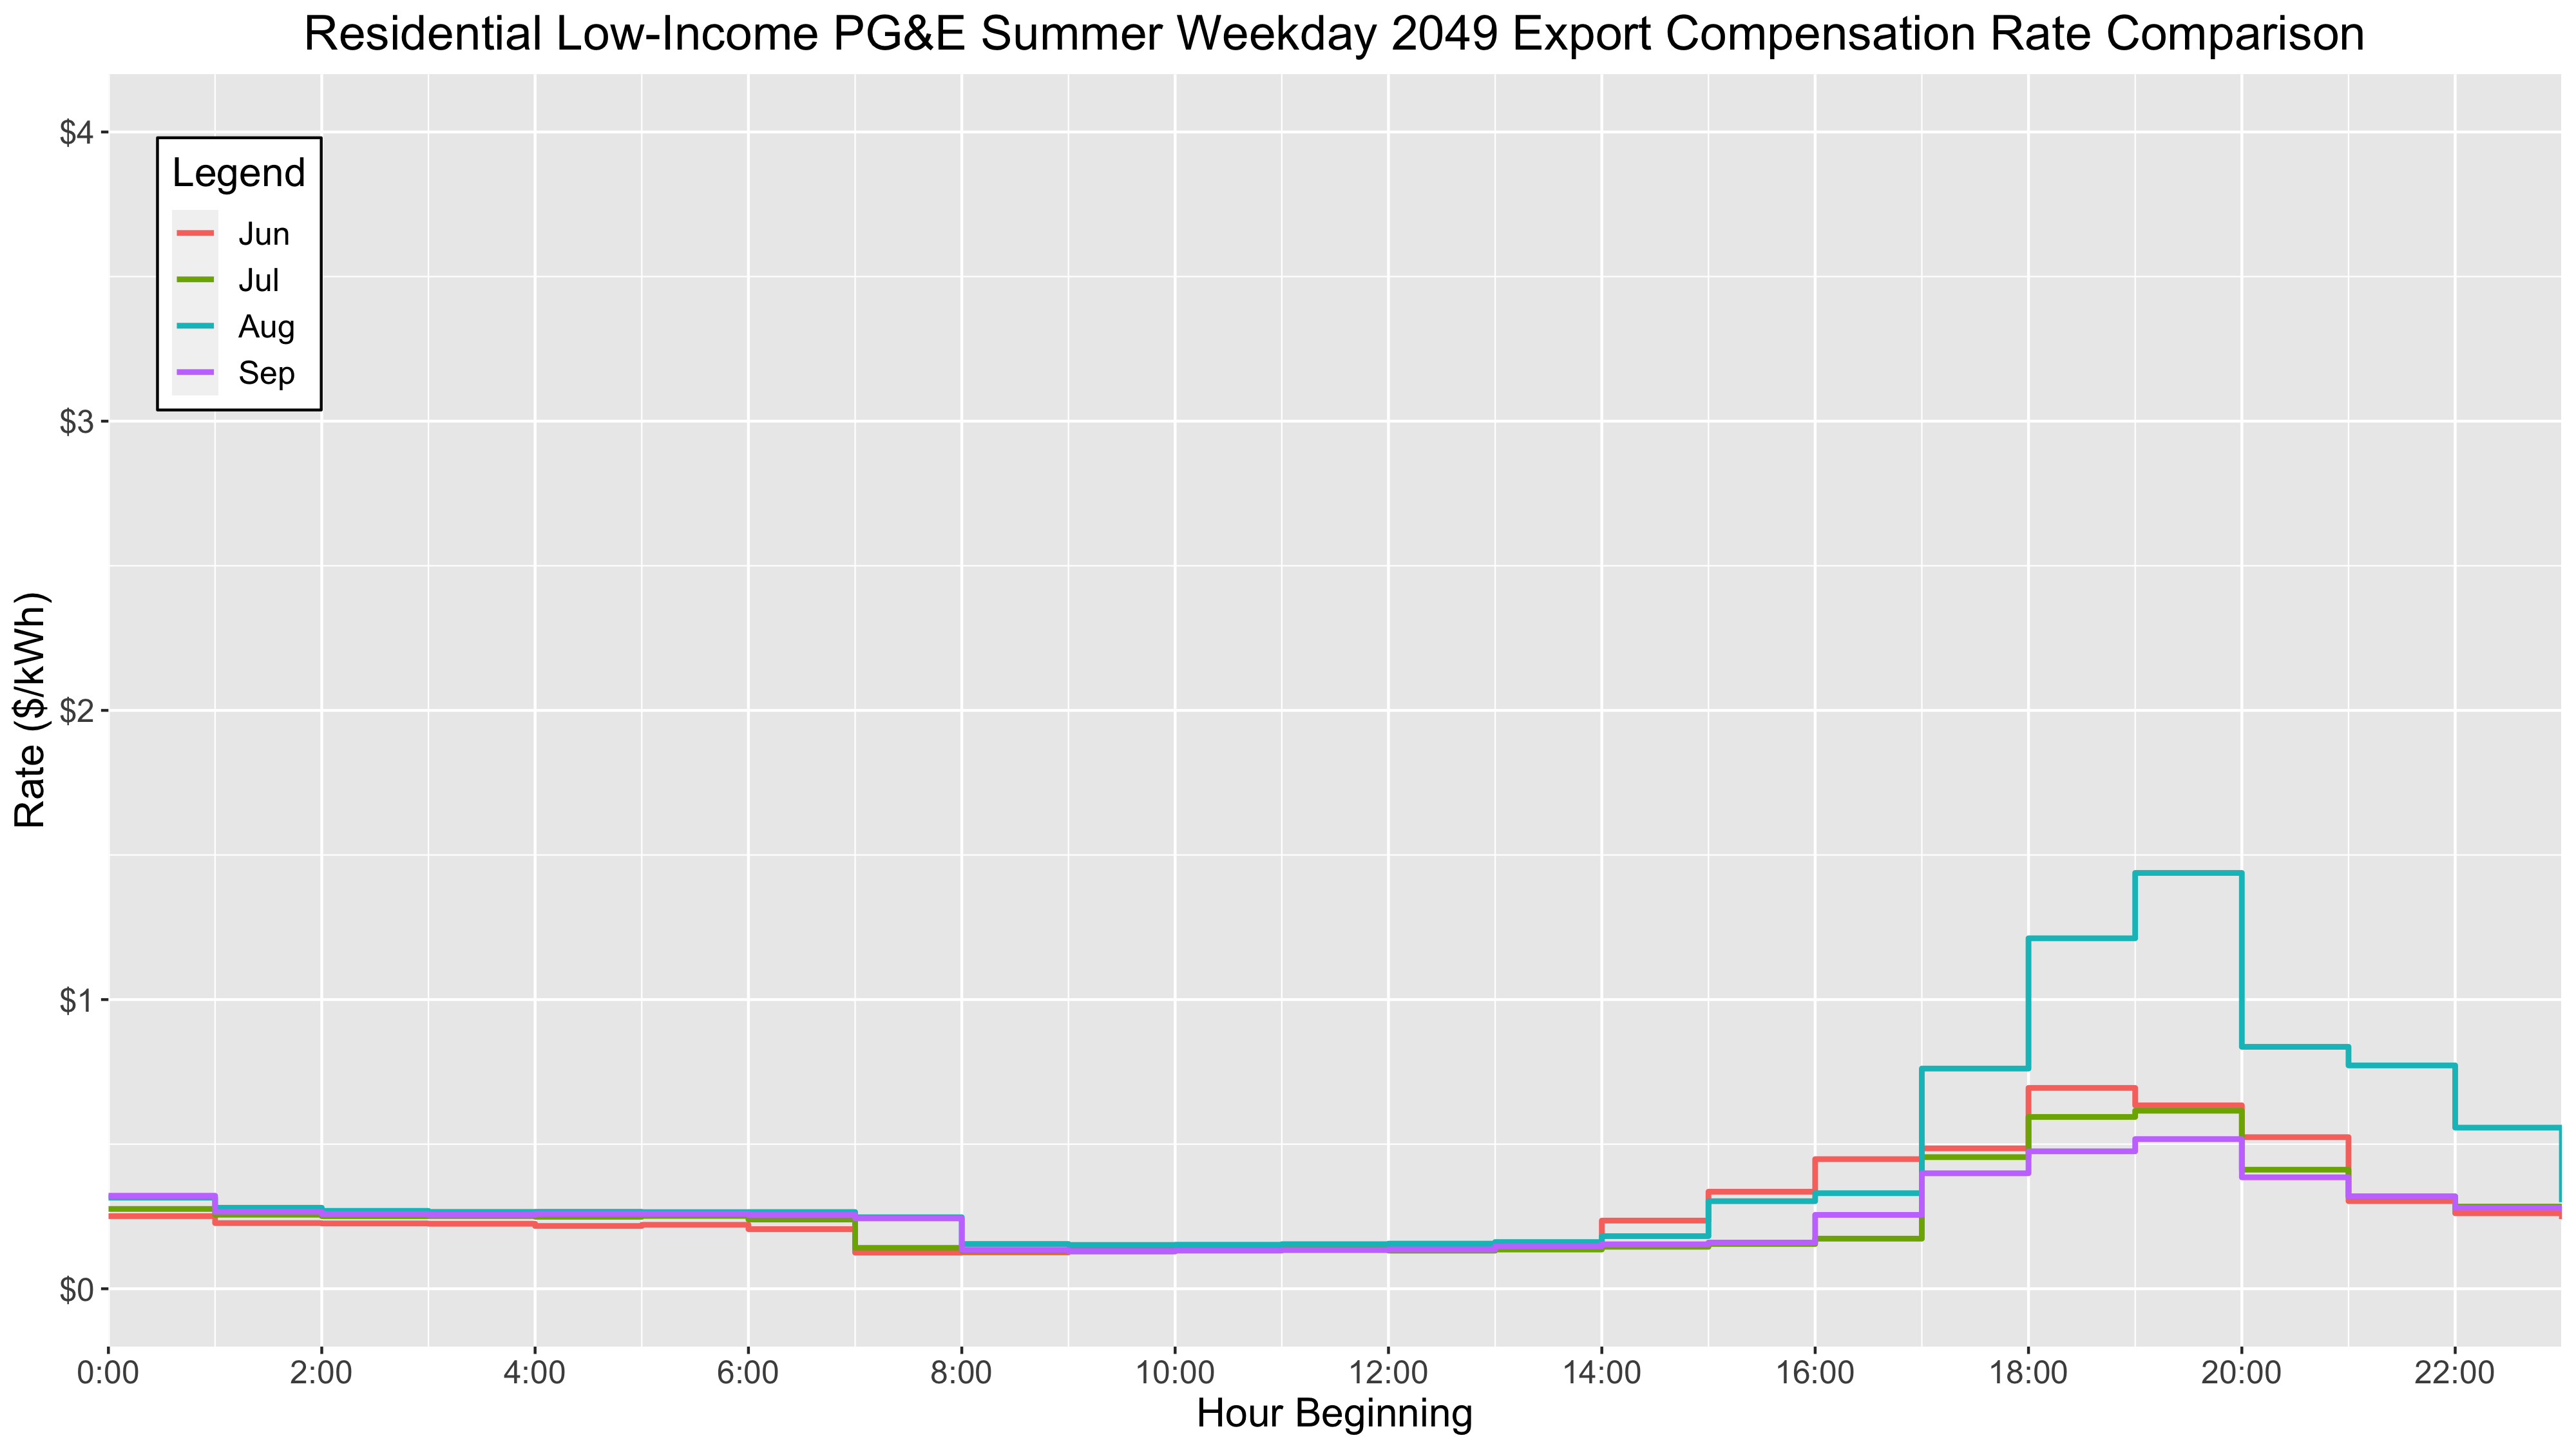 Residential Low-Income PG&E Summer Weekday 2049 Export Compensation Rate Comparison
$4
Legend
Jun
Jul
Aug
Sep
$3
$2
$1
$0
Rate ($/kWh)
0:00 2:00 4:00 6:00 8:00 10:00 12:00 14:00 16:00 18:00 20:00 22:00
Hour Beginning